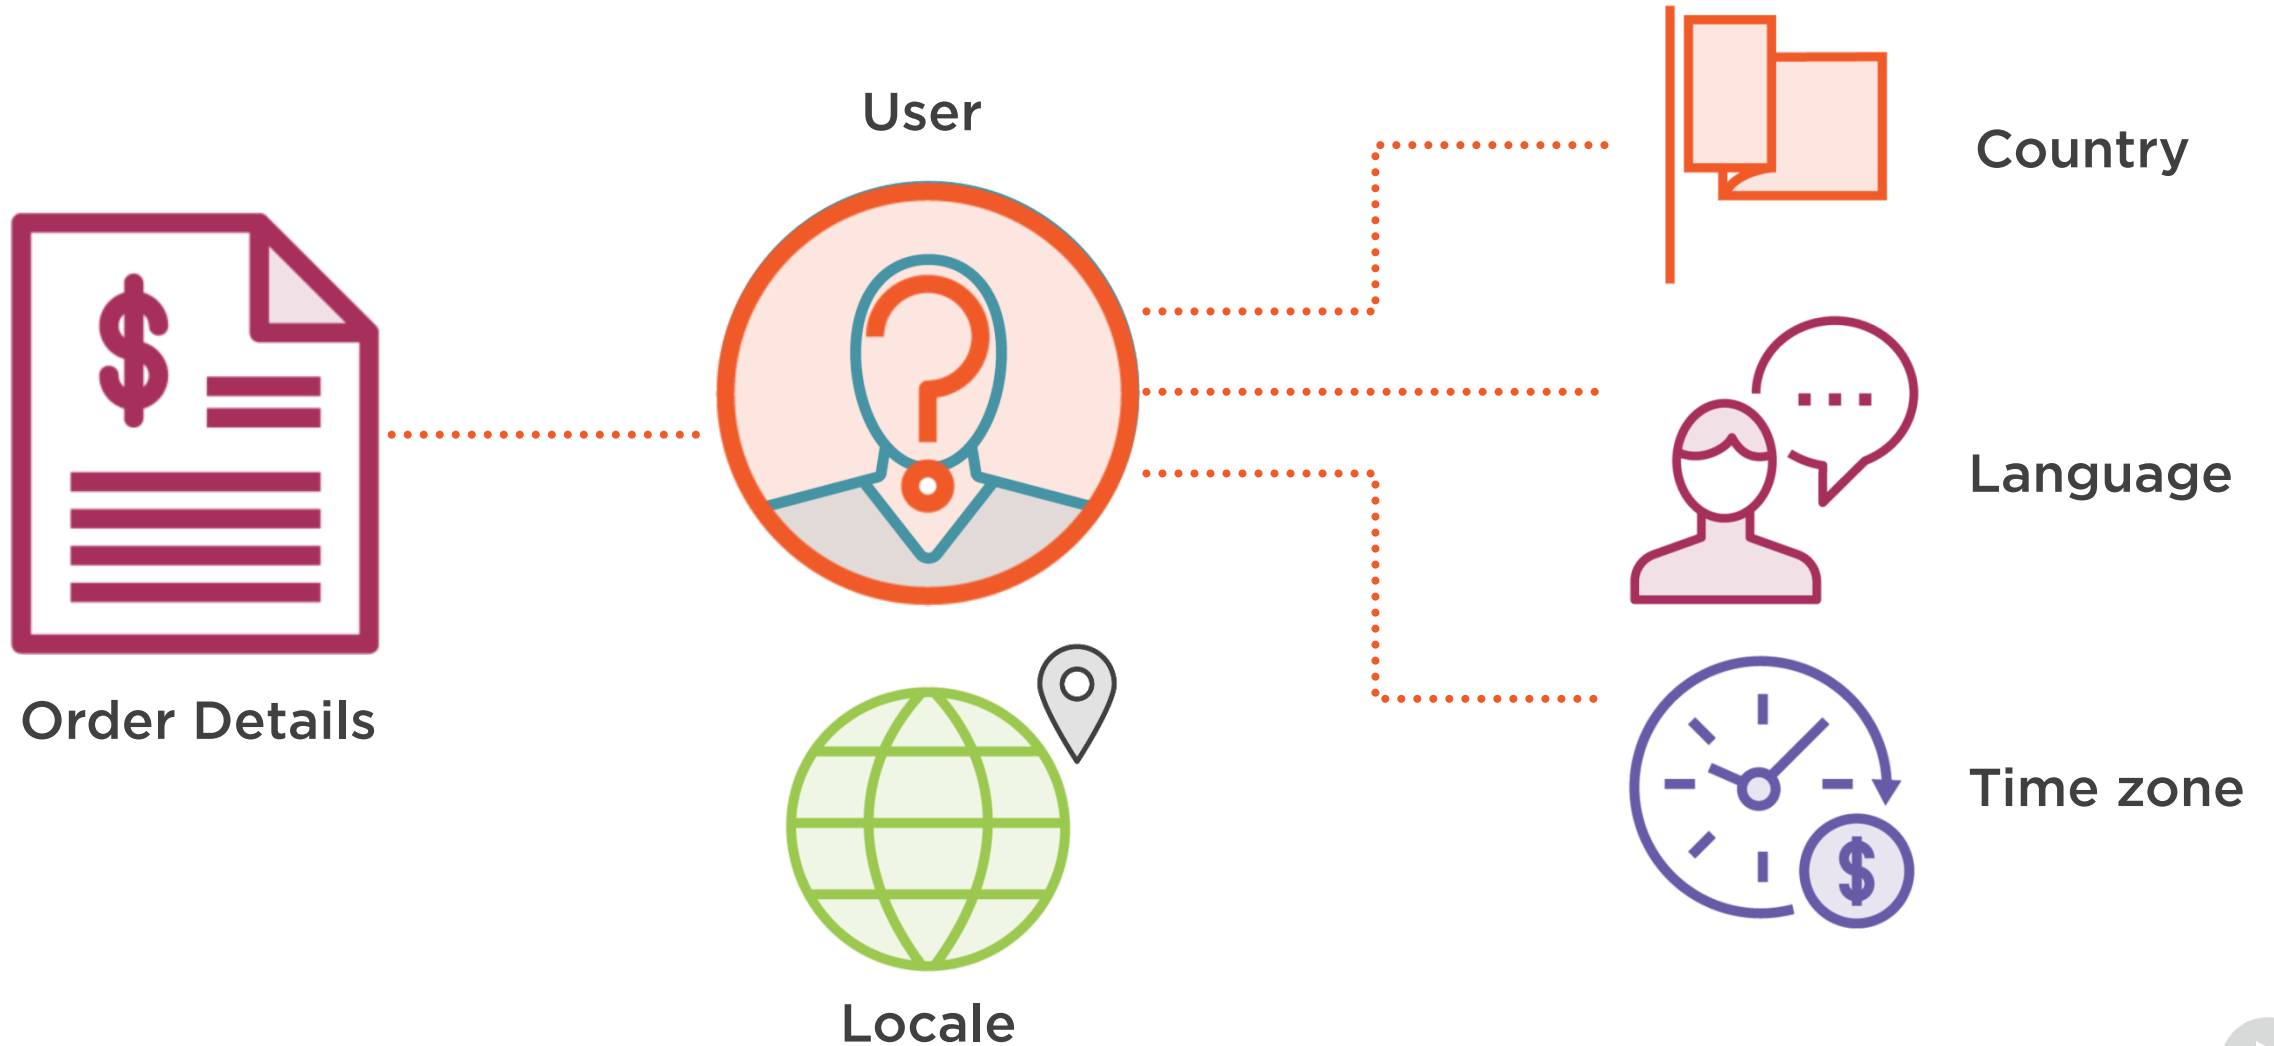 User
Country
Language
Order Details
Time zone
Locale